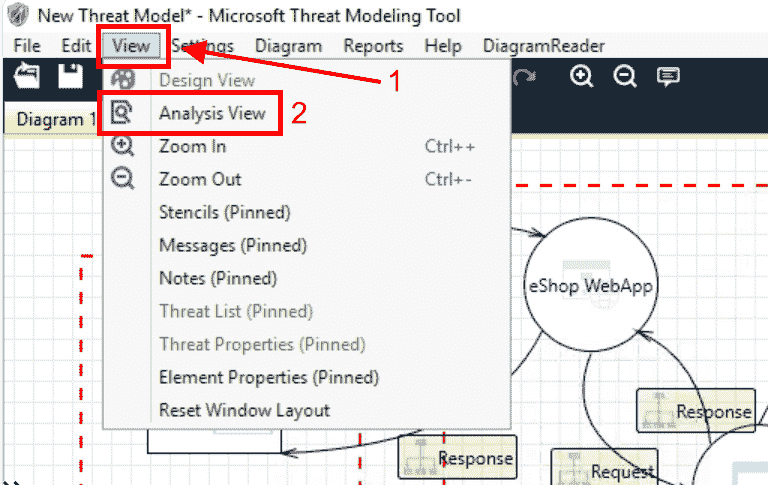 New Threat Model* - Microsoft Threat Modeling Tool
File Edit View Settings Diagram Reports Help DiagramReader
1
Design View
Diagram 1
Analysis View
2
Zoom In Ctrl++
Zoom Out Ctrl+-
Stencils (Pinned)
Messages (Pinned)
Notes (Pinned)
Threat List (Pinned)
Threat Properties (Pinned)
Element Properties (Pinned)
Reset Window Layout
eShop WebApp
Response
Response
Request